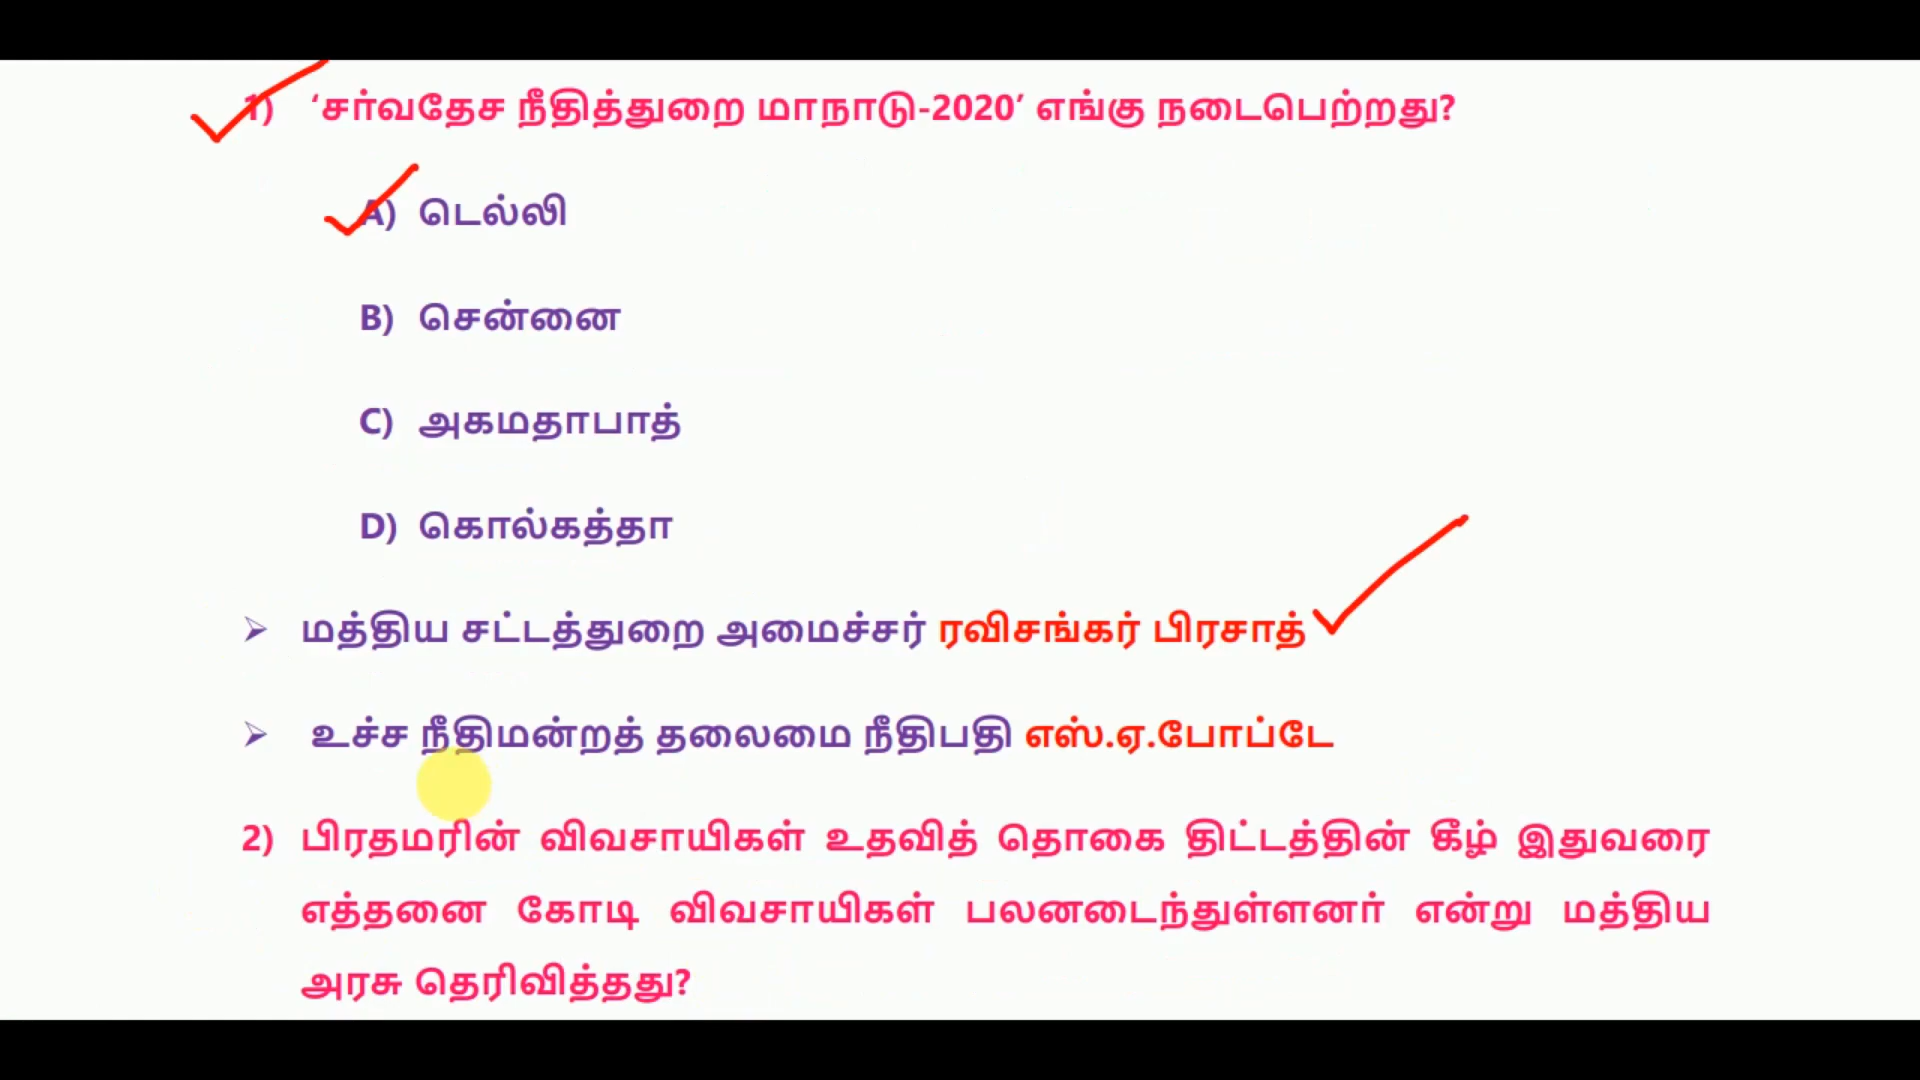 1) ‘சர்வதேச நீதித்துறை மாநாடு-2020’ எங்கு நடைபெற்றது?
A) டெல்லி
B) சென்னை
C) அகமதாபாத்
D) கொல்கத்தா
➢ மத்திய சட்டத்துறை அமைச்சர் ரவிசங்கர் பிரசாத்
➢ உச்ச நீதிமன்றத் தலைமை நீதிபதி எஸ்.ஏ.போப்டே
2) பிரதமரின் விவசாயிகள் உதவித் தொகை திட்டத்தின் கீழ் இதுவரை
எத்தனை கோடி விவசாயிகள் பலனடைந்துள்ளனர் என்று மத்திய
அரசு தெரிவித்தது?